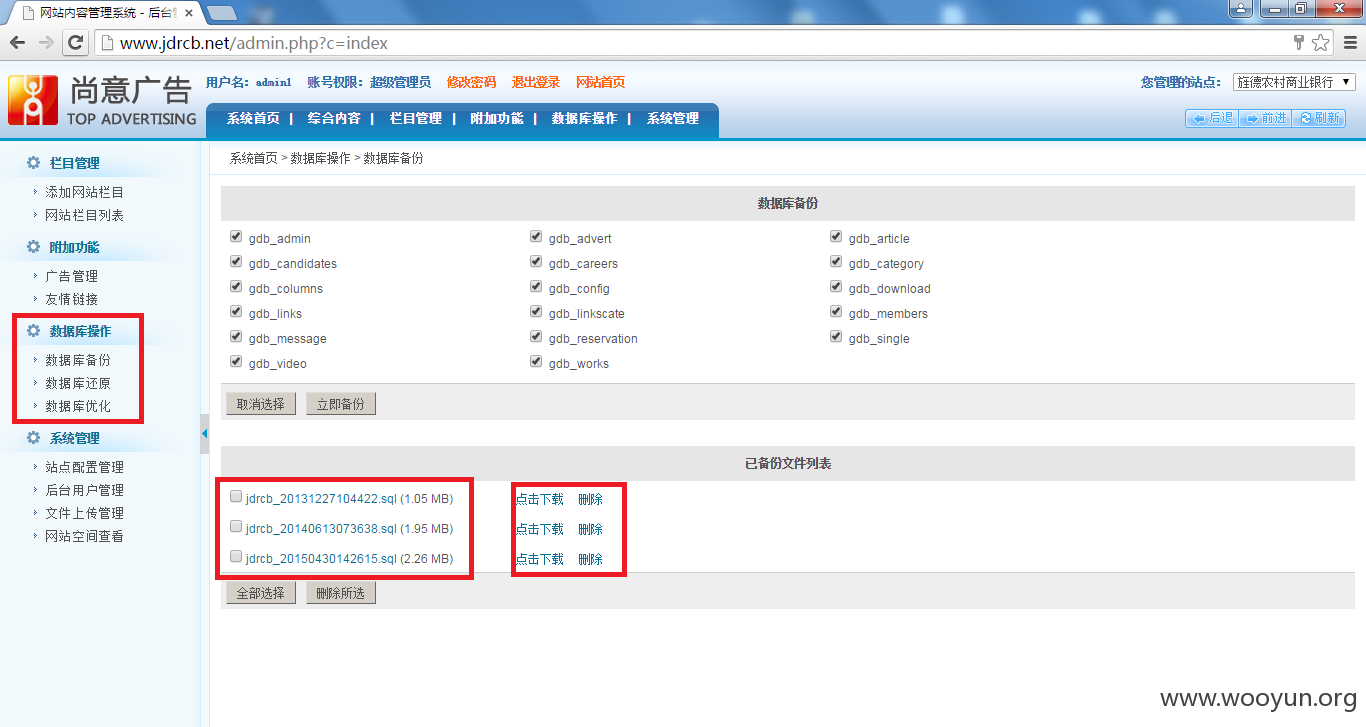 网站内容管理系统 - 后台
www.jdrcb.net/admin.php?c=index
尚意广告
TOP ADVERTISING
用户名: admin1 账号权限: 超级管理员 修改密码 退出登录 网站首页
您管理的站点: 旌德农村商业银行
系统首页 | 综合内容 | 栏目管理 | 附加功能 | 数据库操作 | 系统管理
后退 前进 刷新
栏目管理
添加网站栏目
网站栏目列表
附加功能
广告管理
友情链接
数据库操作
数据库备份
数据库还原
数据库优化
系统管理
站点配置管理
后台用户管理
文件上传管理
网站空间查看
系统首页 > 数据库操作 > 数据库备份
数据库备份
gdb_admin gdb_advert gdb_article
gdb_candidates gdb_careers gdb_category
gdb_columns gdb_config gdb_download
gdb_links gdb_linkscate gdb_members
gdb_message gdb_reservation gdb_single
gdb_video gdb_works
取消选择 立即备份
已备份文件列表
jdrcb_20131227104422.sql (1.05 MB) 点击下载 删除
jdrcb_20140613073638.sql (1.95 MB) 点击下载 删除
jdrcb_20150430142615.sql (2.26 MB) 点击下载 删除
全部选择 删除所选
www.wooyun.org